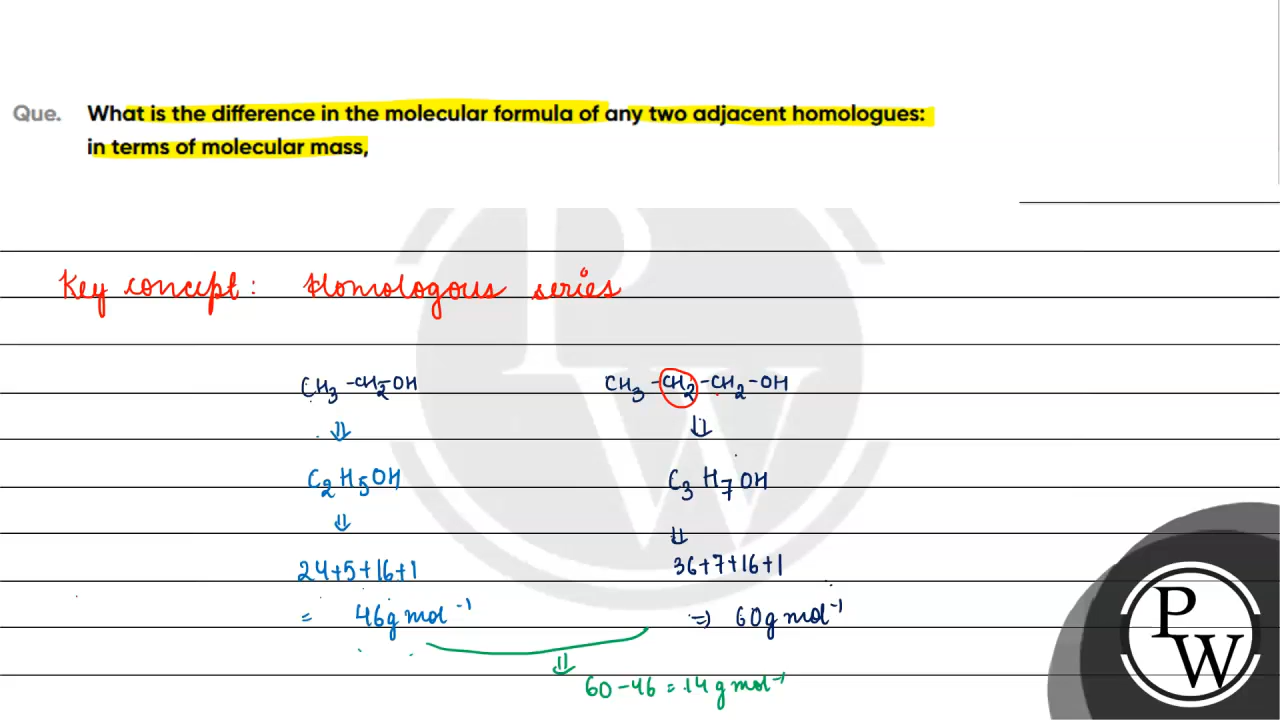 Que. What is the difference in the molecular formula of any two adjacent homologues:
in terms of molecular mass,
Key concept: Homologous series
CH₃-CH₂-OH CH₃-CH₂-CH₂-OH
⇓ ⇓
C₂H₅OH C₃H₇OH
⇓ ⇓
24+5+16+1 36+7+16+1
= 46g mol⁻¹ ⇒ 60g mol⁻¹
⇓
60-46 = 14 g mol⁻¹
PW
PW